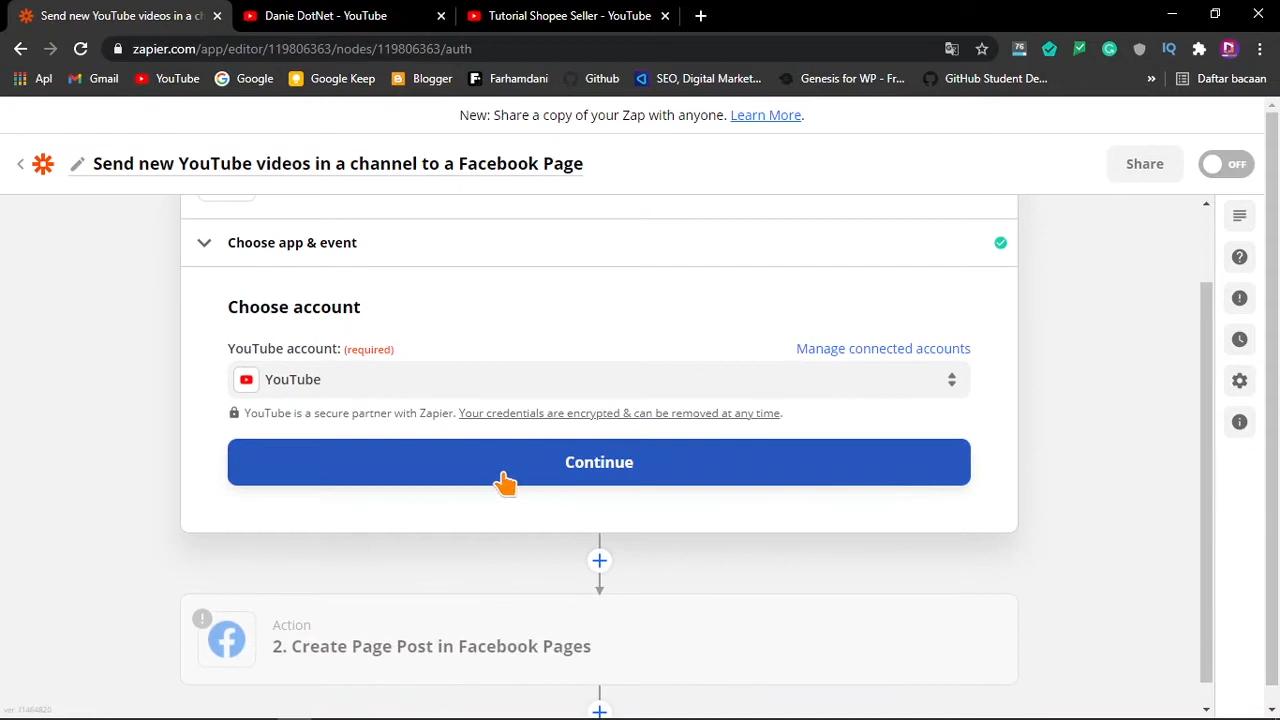 Send new YouTube videos in a ch
Danie DotNet - YouTube
Tutorial Shopee Seller - YouTube
zapier.com/app/editor/119806363/nodes/119806363/auth
76
IQ
Apl
Gmail
YouTube
Google
Google Keep
Blogger
Farhamdani
Github
SEO, Digital Market...
Genesis for WP - Fr...
GitHub Student De...
»
Daftar bacaan
New: Share a copy of your Zap with anyone. Learn More.
Send new YouTube videos in a channel to a Facebook Page
Share
OFF
Choose app & event
Choose account
YouTube account: (required)
Manage connected accounts
YouTube
YouTube is a secure partner with Zapier. Your credentials are encrypted & can be removed at any time.
Continue
Action
2. Create Page Post in Facebook Pages